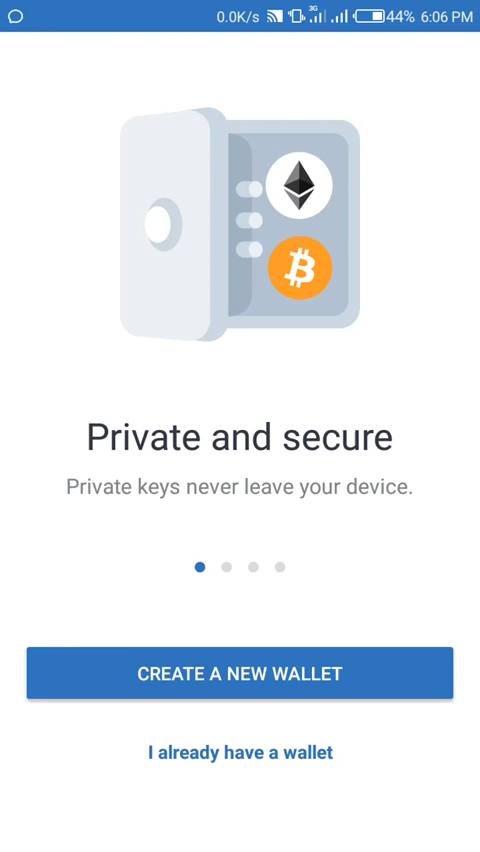 0.0K/s 3G 44% 6:06 PM
Private and secure
Private keys never leave your device.
CREATE A NEW WALLET
I already have a wallet